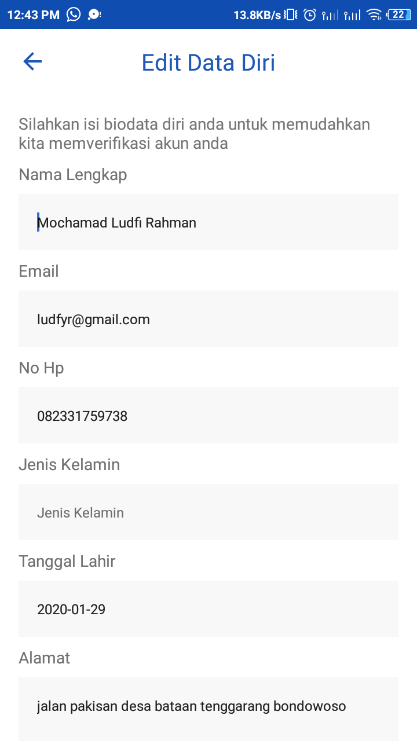 12:43 PM
13.8KB/s
22
Edit Data Diri
Silahkan isi biodata diri anda untuk memudahkan
kita memverifikasi akun anda
Nama Lengkap
Mochamad Ludfi Rahman
Email
ludfyr@gmail.com
No Hp
082331759738
Jenis Kelamin
Jenis Kelamin
Tanggal Lahir
2020-01-29
Alamat
jalan pakisan desa bataan tenggarang bondowoso